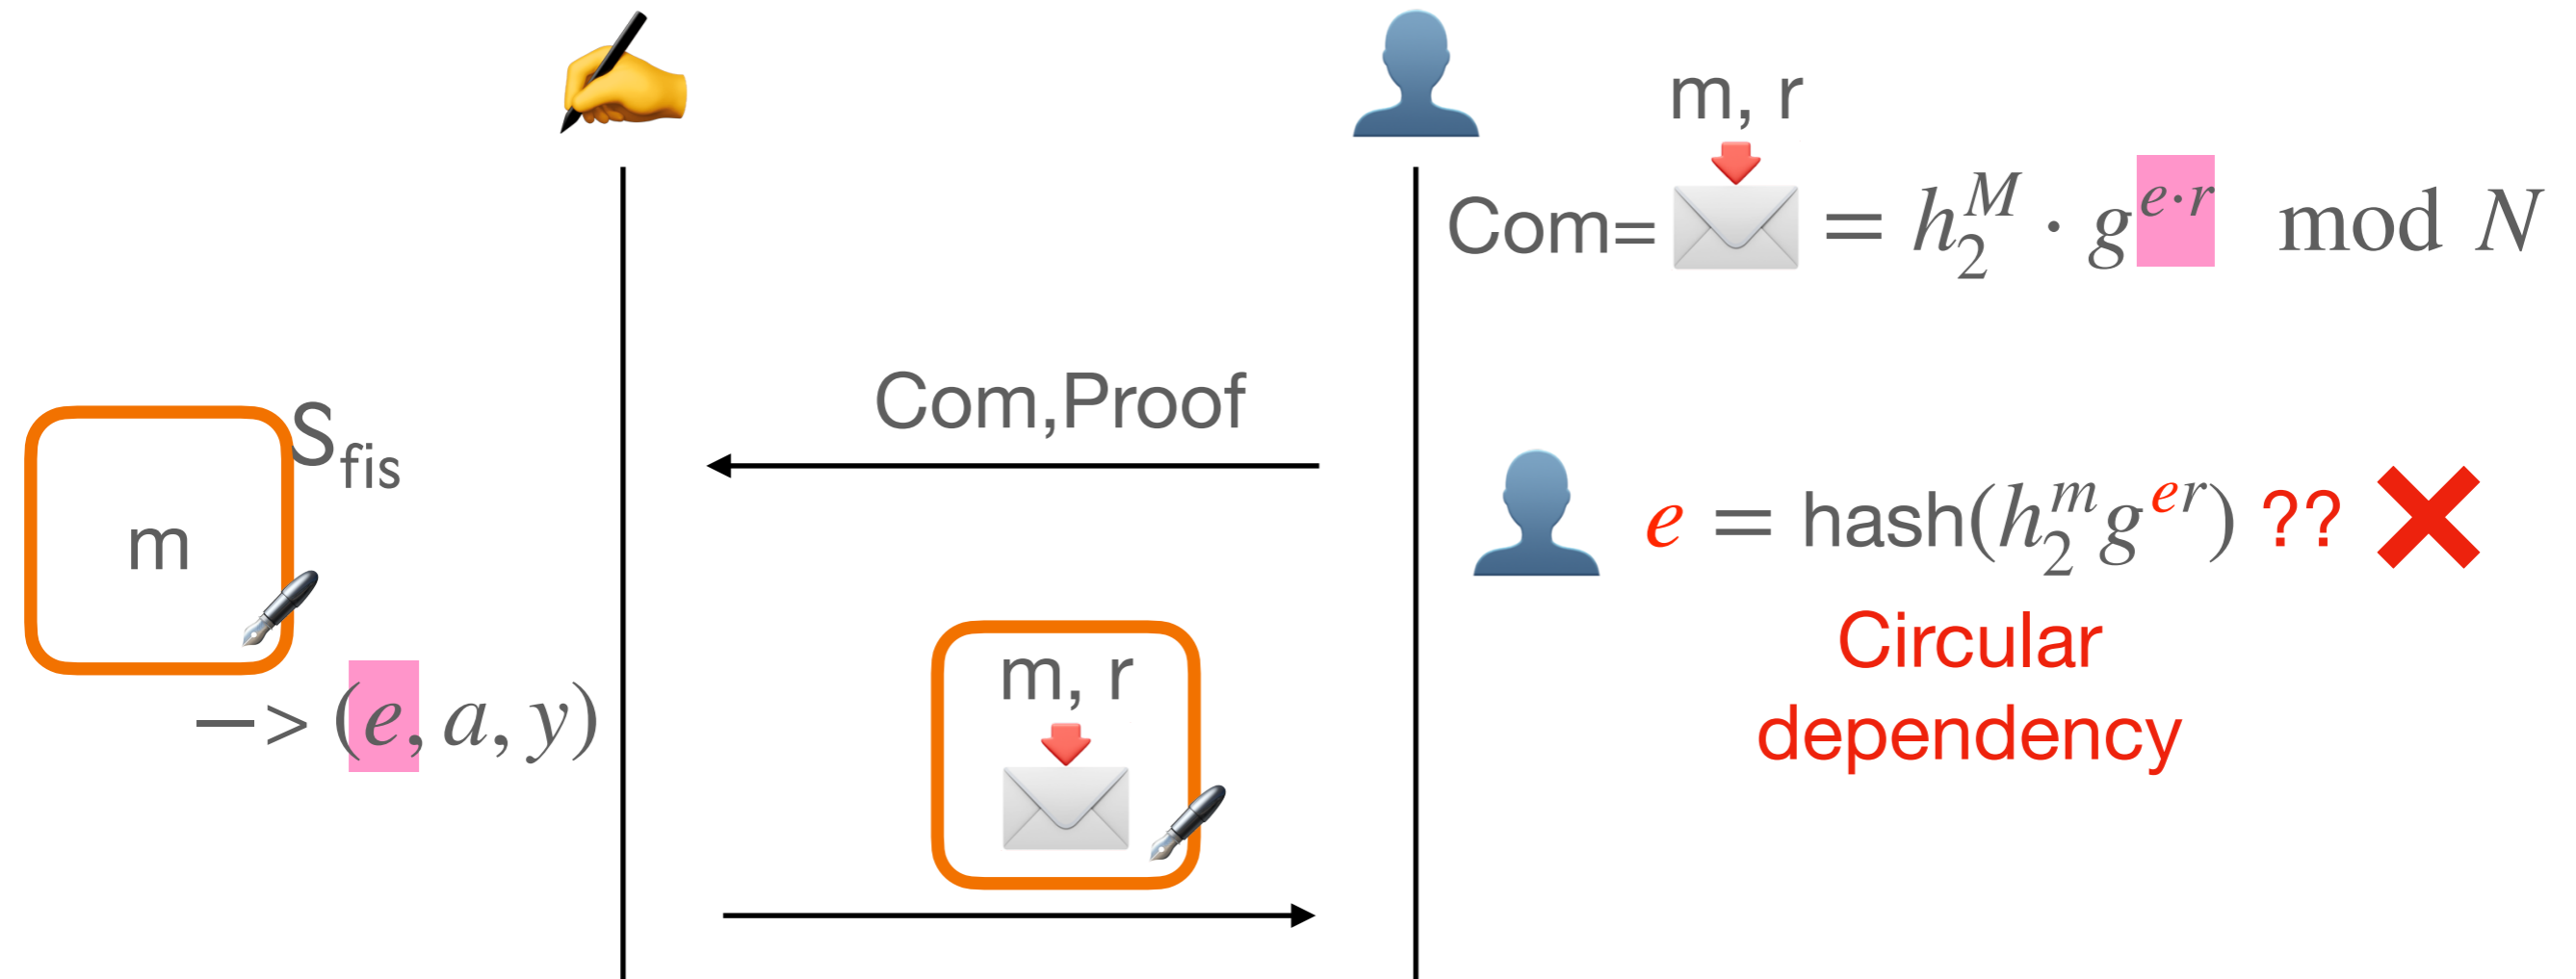 m, r
Com= = h_2^M · g^{e·r} mod N
Com,Proof
S_fis
m
e = hash(h_2^m g^{er}) ??
Circular
dependency
m, r
–> (e, a, y)